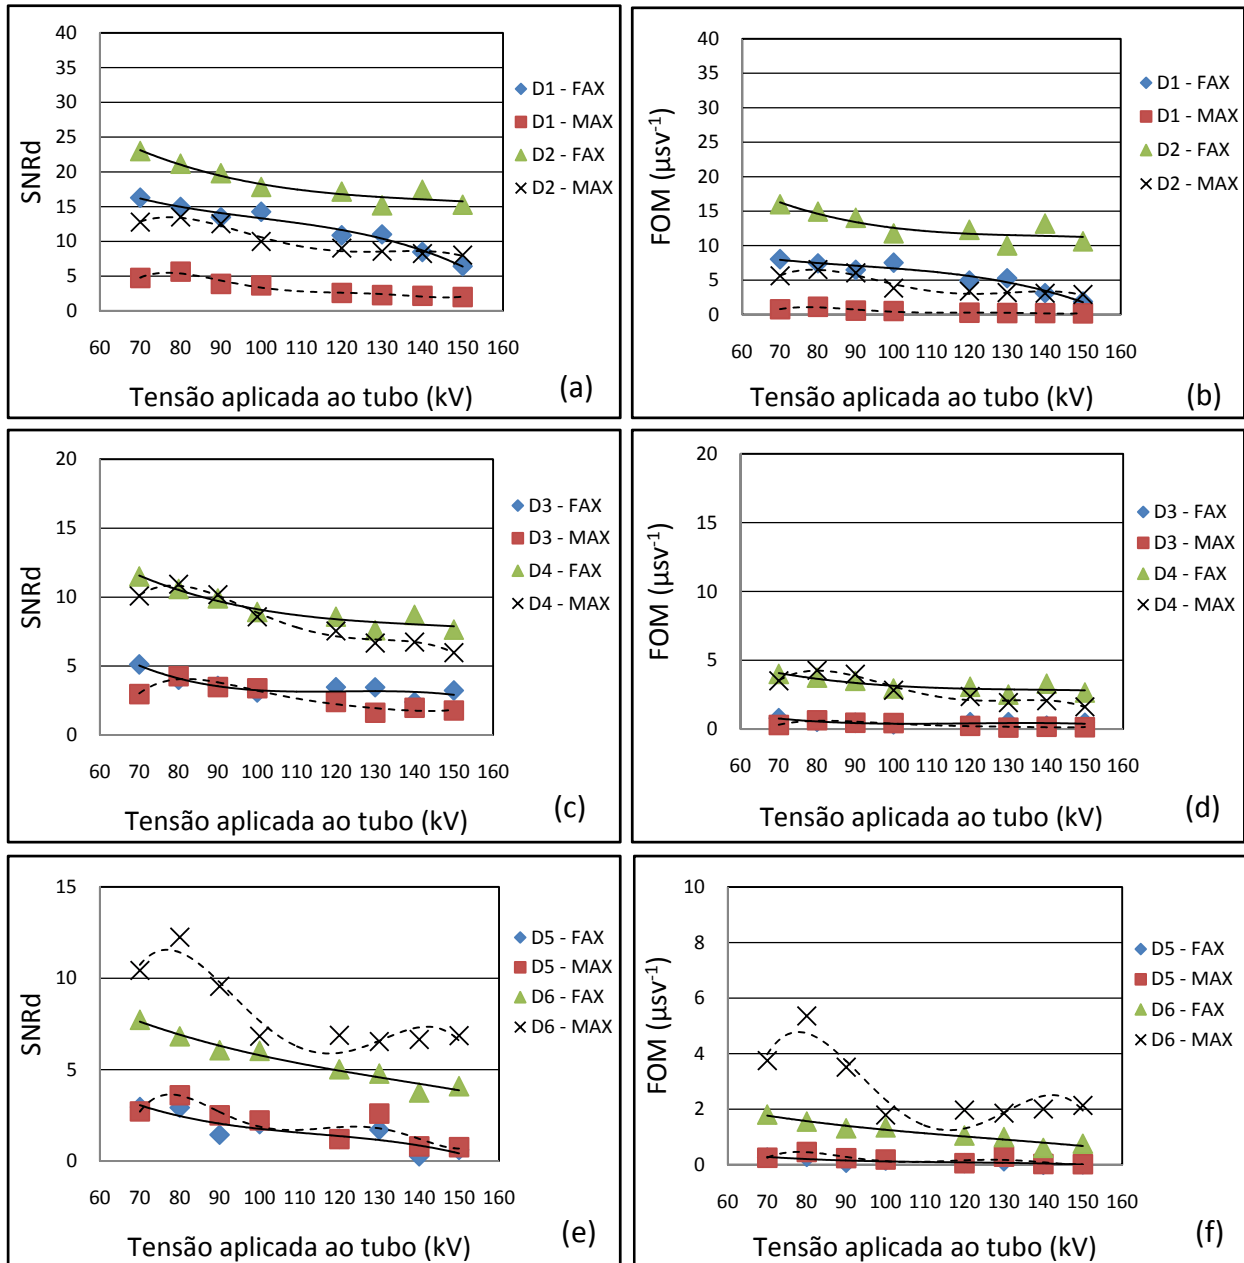 40
35
30
25
20
15
10
5
0
SNRd
60 70 80 90 100 120 130 140 150 160
Tensão aplicada ao tubo (kV)
(a)
D1 - FAX
D1 - MAX
D2 - FAX
D2 - MAX
40
35
30
25
20
15
10
5
0
FOM (µsv⁻¹)
60 70 80 90 100 120 130 140 150 160
Tensão aplicada ao tubo (kV)
(b)
D1 - FAX
D1 - MAX
D2 - FAX
D2 - MAX
20
15
10
5
0
SNRd
60 70 80 90 100 120 130 140 150 160
Tensão aplicada ao tubo (kV)
(c)
D3 - FAX
D3 - MAX
D4 - FAX
D4 - MAX
20
15
10
5
0
FOM (µsv⁻¹)
60 70 80 90 100 120 130 140 150 160
Tensão aplicada ao tubo (kV)
(d)
D3 - FAX
D3 - MAX
D4 - FAX
D4 - MAX
15
10
5
0
SNRd
60 70 80 90 100 120 130 140 150 160
Tensão aplicada ao tubo (kV)
(e)
D5 - FAX
D5 - MAX
D6 - FAX
D6 - MAX
10
8
6
4
2
0
FOM (µsv⁻¹)
60 70 80 90 100 120 130 140 150 160
Tensão aplicada ao tubo (kV)
(f)
D5 - FAX
D5 - MAX
D6 - FAX
D6 - MAX